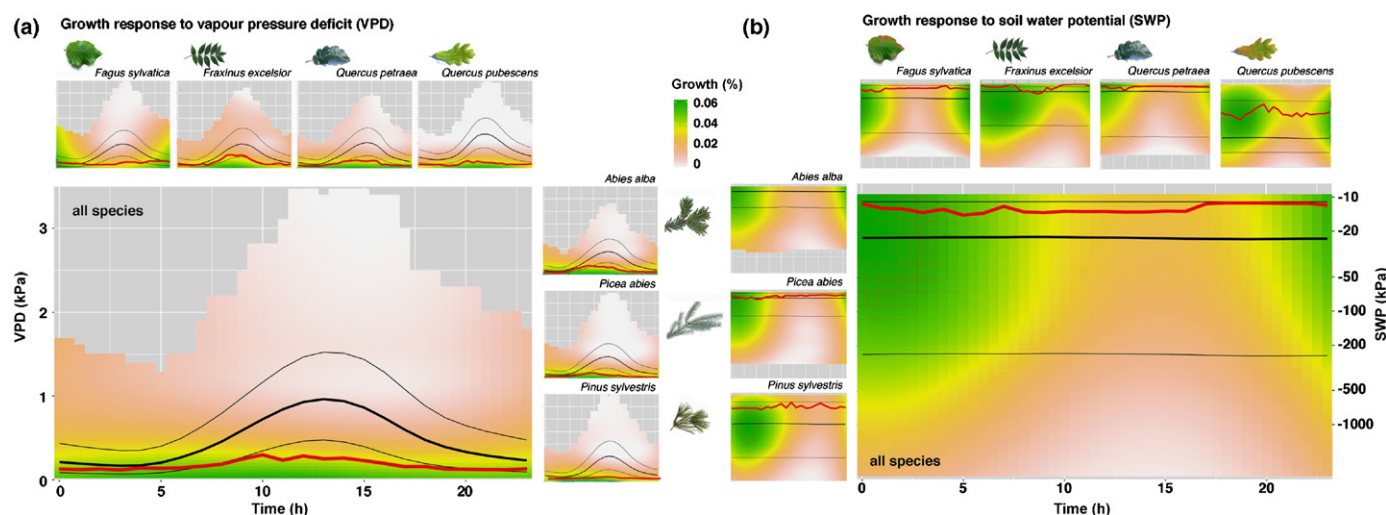 (a)
Growth response to vapour pressure deficit (VPD)
Fagus sylvatica
Fraxinus excelsior
Quercus petraea
Quercus pubescens
all species
3
2
1
0
VPD (kPa)
0
5
10
15
20
Time (h)
Growth (%)
0.06
0.04
0.02
0
Abies alba
Picea abies
Pinus sylvestris
(b)
Growth response to soil water potential (SWP)
Fagus sylvatica
Fraxinus excelsior
Quercus petraea
Quercus pubescens
Abies alba
Picea abies
Pinus sylvestris
all species
-10
-20
-50
-100
-200
-500
-1000
SWP (kPa)
0
5
10
15
20
Time (h)